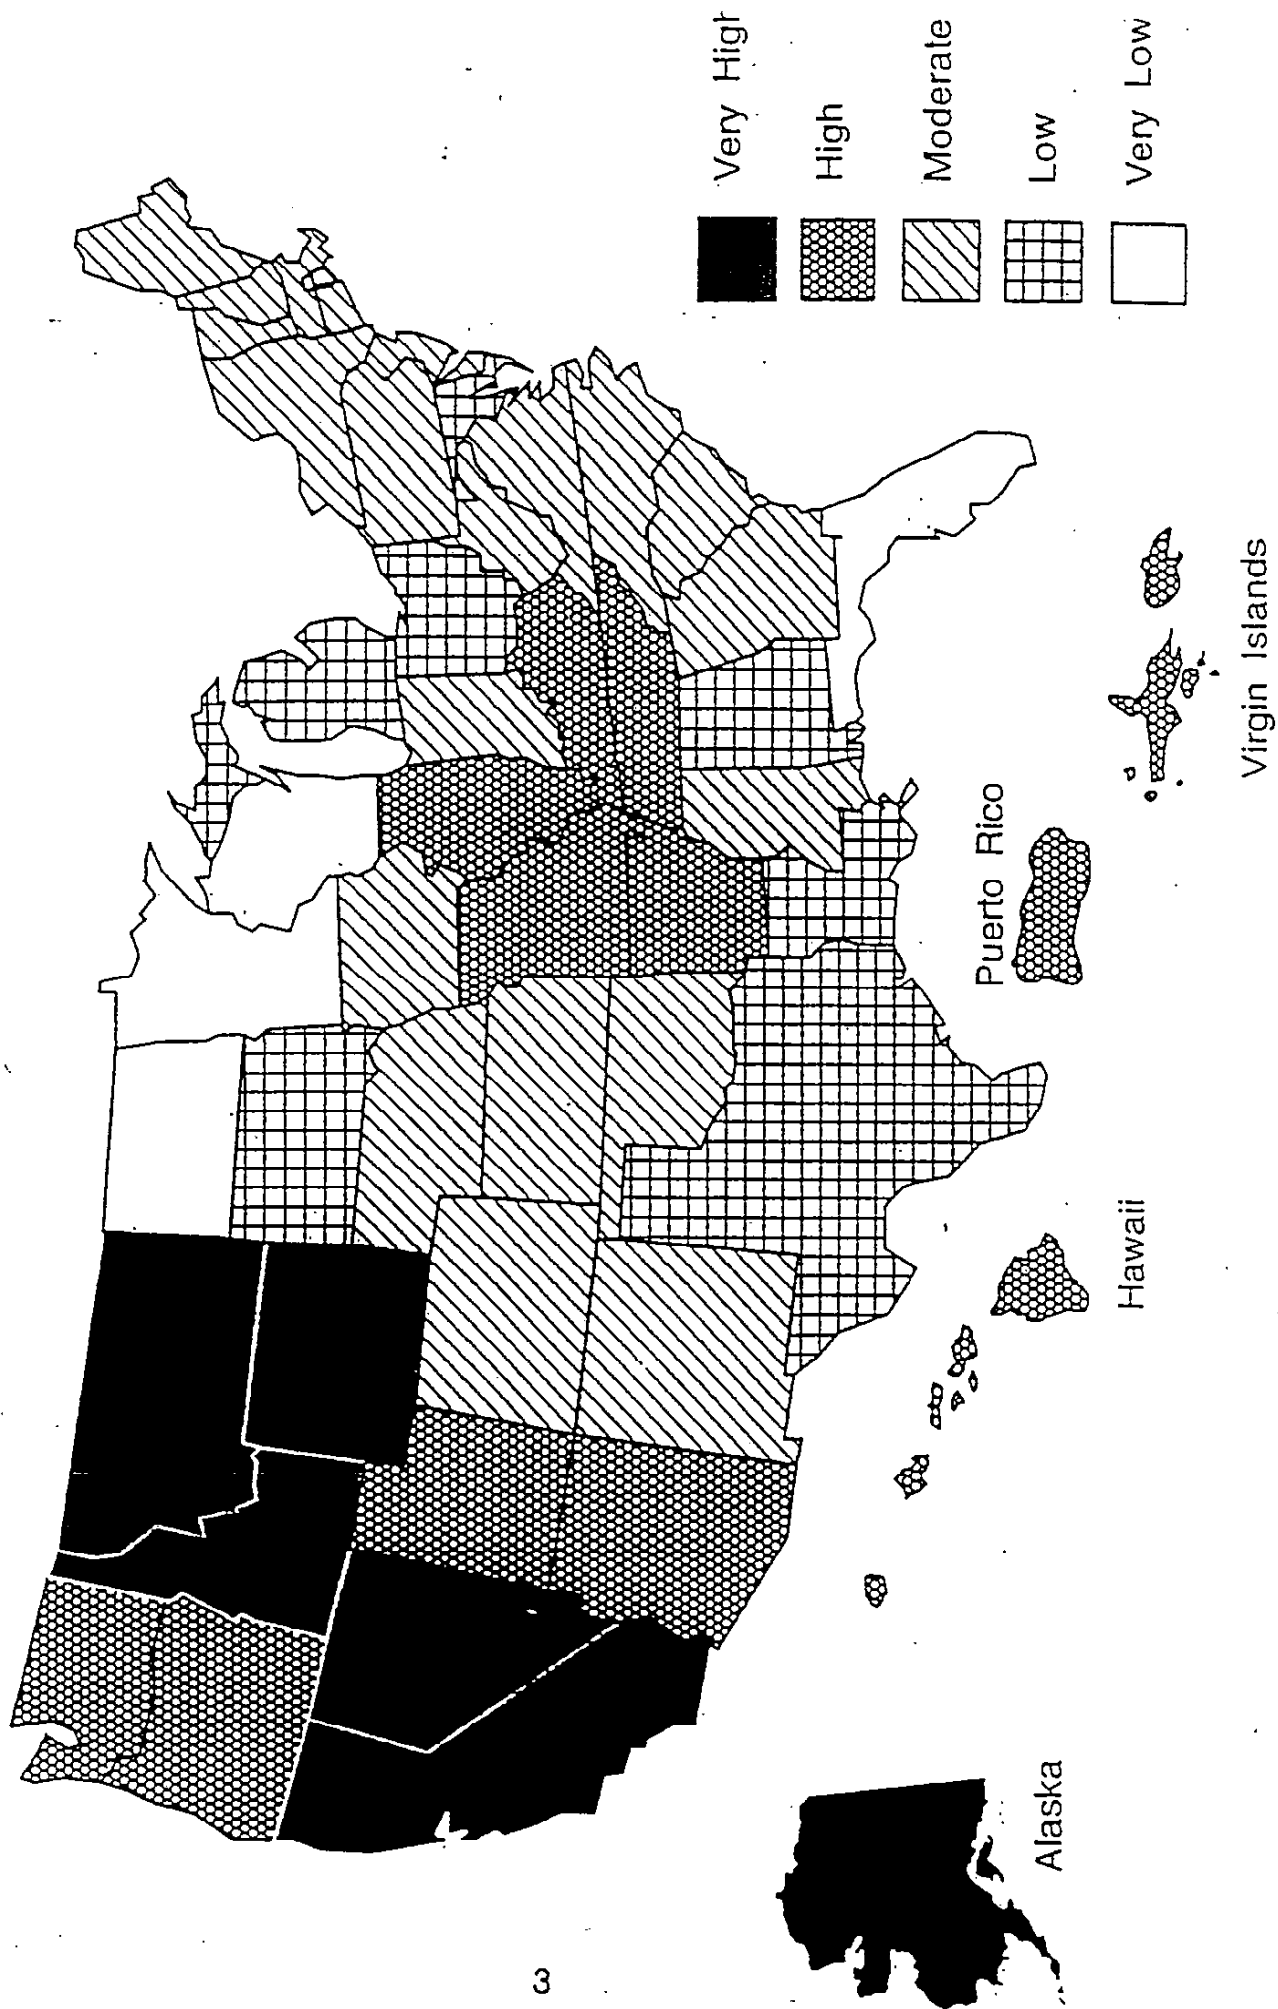 Very High
High
Moderate
Low
Very Low
Virgin Islands
Puerto Rico
Hawaii
Alaska
3